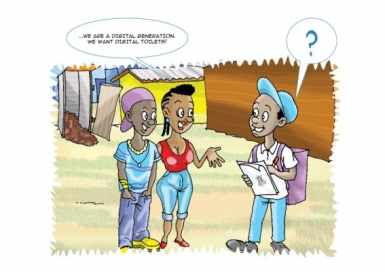 ...WE ARE A DIGITAL GENERATION.
WE WANT DIGITAL TOILETS!
?